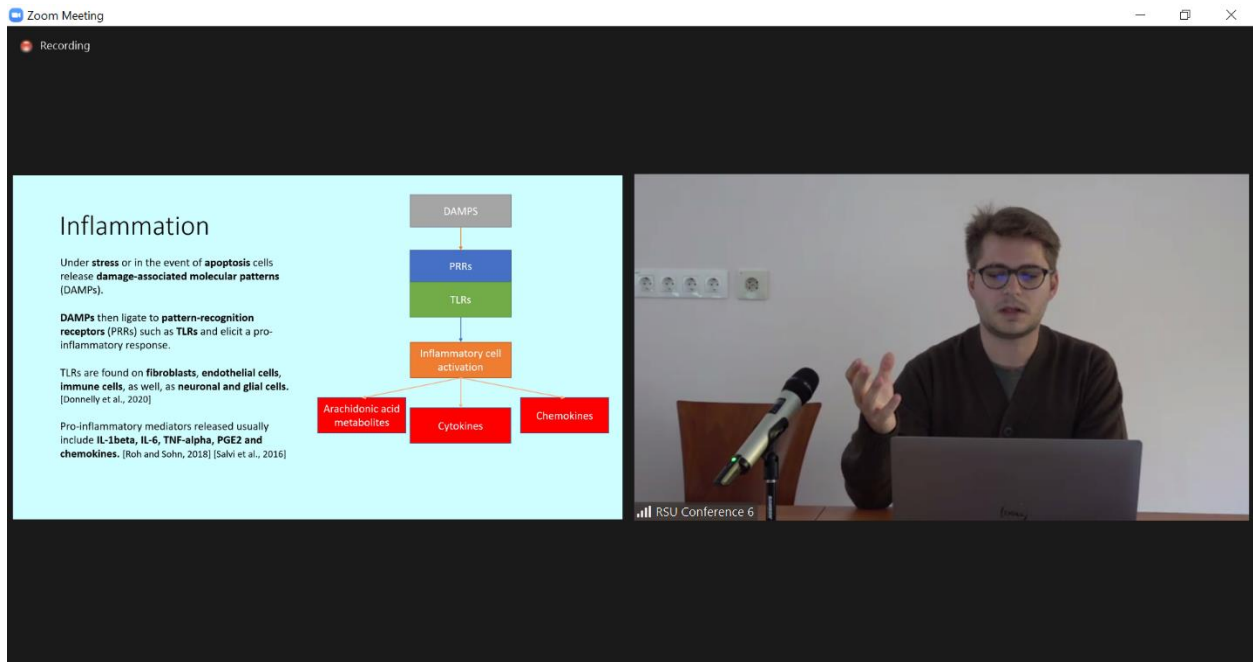 Zoom Meeting
Recording
Inflammation
Under stress or in the event of apoptosis cells
release damage-associated molecular patterns
(DAMPs).
DAMPs then ligate to pattern-recognition
receptors (PRRs) such as TLRs and elicit a pro-
inflammatory response.
TLRs are found on fibroblasts, endothelial cells,
immune cells, as well, as neuronal and glial cells.
[Donnelly et al., 2020]
Pro-inflammatory mediators released usually
include IL-1beta, IL-6, TNF-alpha, PGE2 and
chemokines. [Roh and Sohn, 2018] [Salvi et al., 2016]
DAMPS
PRRs
TLRs
Inflammatory cell
activation
Arachidonic acid
metabolites
Cytokines
Chemokines
RSU Conference 6